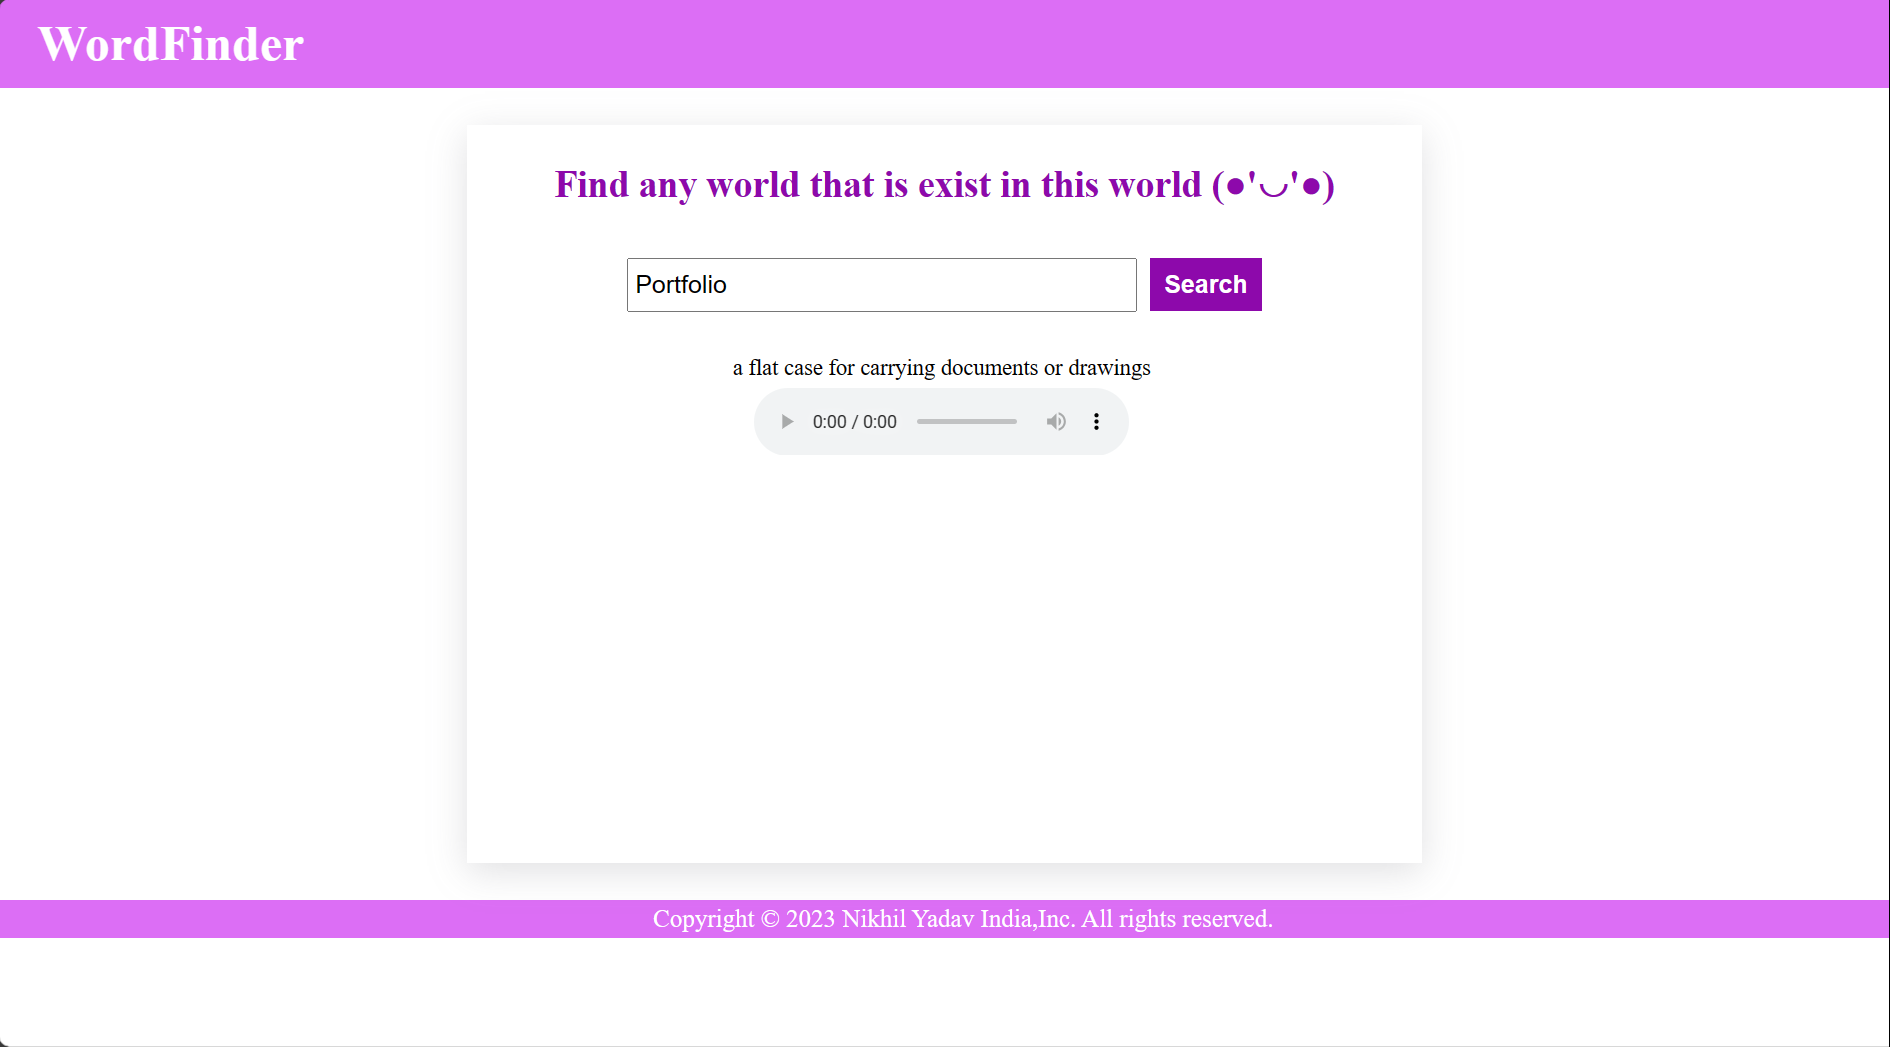 WordFinder
Find any world that is exist in this world (●'◡'●)
Portfolio Search
a flat case for carrying documents or drawings
0:00 / 0:00
Copyright © 2023 Nikhil Yadav India,Inc. All rights reserved.